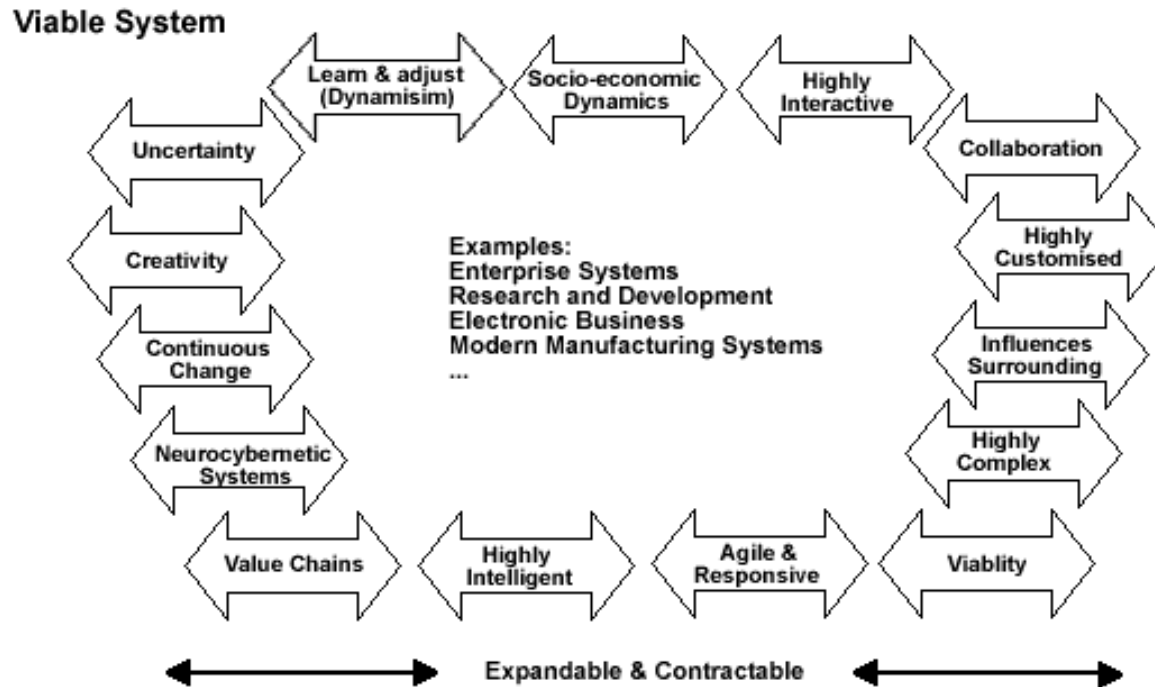 Viable System
Learn & adjust
(Dynamisim)
Socio-economic
Dynamics
Highly
Interactive
Uncertainty
Collaboration
Creativity
Highly
Customised
Examples:
Enterprise Systems
Research and Development
Electronic Business
Modern Manufacturing Systems
...
Continuous
Change
Influences
Surrounding
Neurocybernetic
Systems
Highly
Complex
Value Chains
Highly
Intelligent
Agile &
Responsive
Viablity
Expandable & Contractable